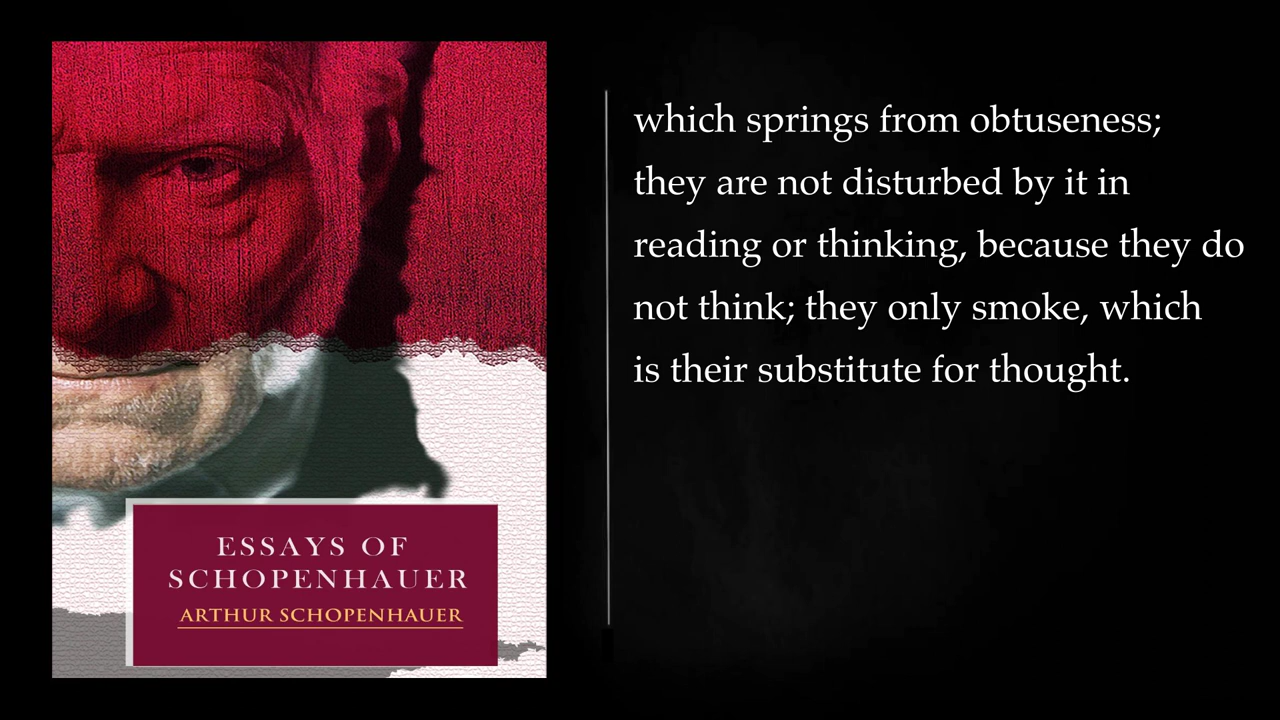 ESSAYS OF
SCHOPENHAUER
ARTHUR SCHOPENHAUER
which springs from obtuseness;
they are not disturbed by it in
reading or thinking, because they do
not think; they only smoke, which
is their substitute for thought.